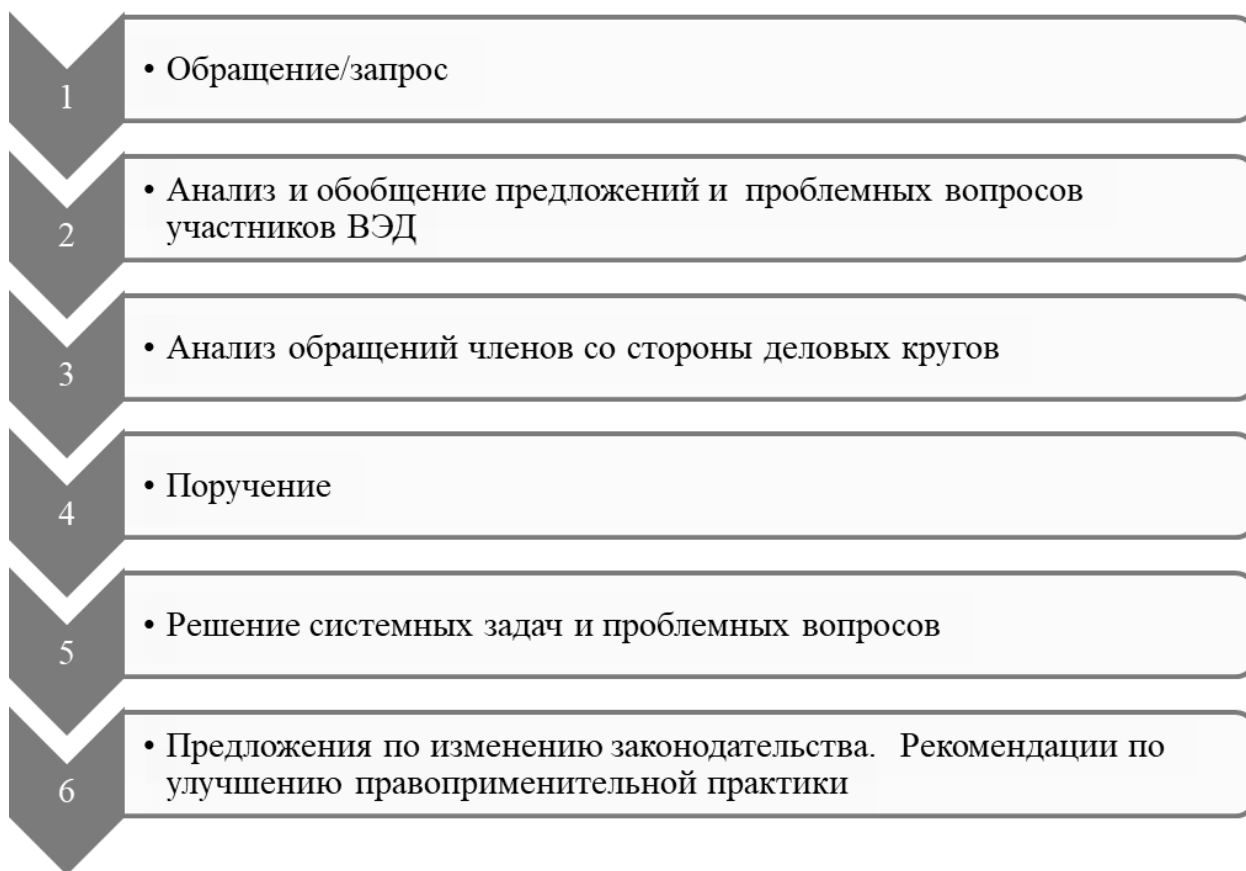 1
• Обращение/запрос
2
• Анализ и обобщение предложений и проблемных вопросов
участников ВЭД
3
• Анализ обращений членов со стороны деловых кругов
4
• Поручение
5
• Решение системных задач и проблемных вопросов
6
• Предложения по изменению законодательства. Рекомендации по
улучшению правоприменительной практики